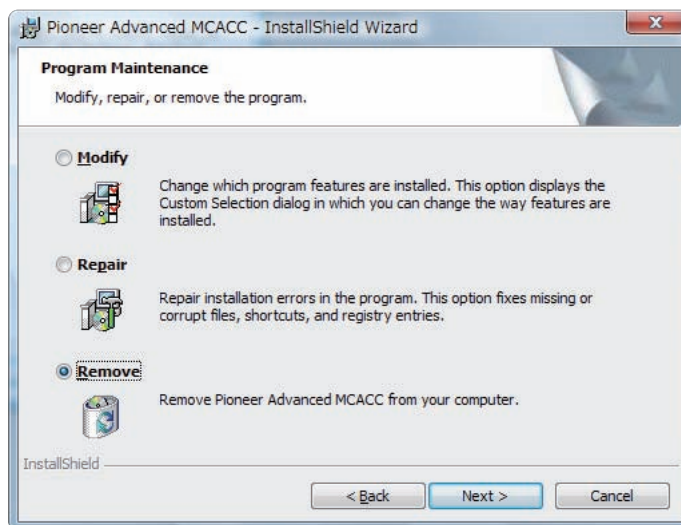 Pioneer Advanced MCACC - InstallShield Wizard
Program Maintenance
Modify, repair, or remove the program.
Modify
Change which program features are installed. This option displays the
Custom Selection dialog in which you can change the way features are
installed.
Repair
Repair installation errors in the program. This option fixes missing or
corrupt files, shortcuts, and registry entries.
Remove
Remove Pioneer Advanced MCACC from your computer.
InstallShield
< Back
Next >
Cancel